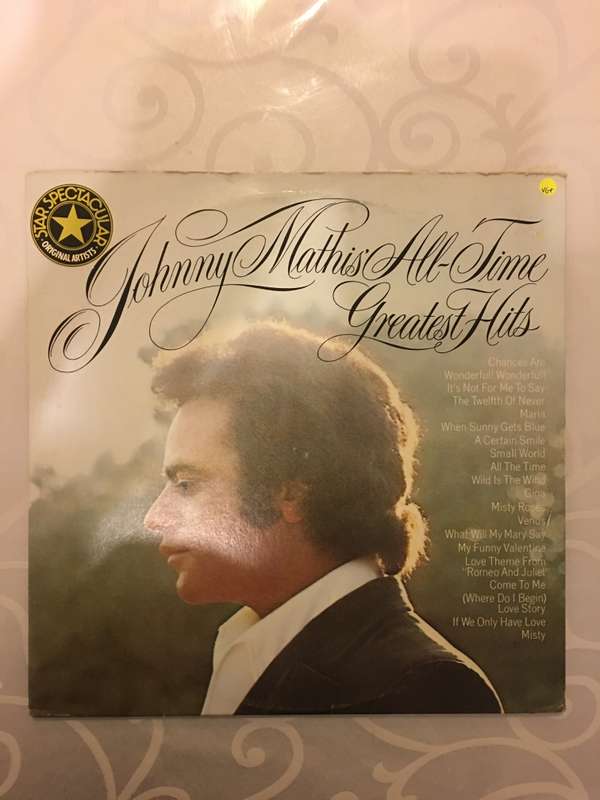 STAR SPECTACULAR
ORIGINAL ARTISTS
VG+
Johnny Mathis' All-Time
Greatest Hits
Chances Are
Wonderful! Wonderful!
It's Not For Me To Say
The Twelfth Of Never
Maria
When Sunny Gets Blue
A Certain Smile
Small World
All The Time
Wild Is The Wind
Gina
Misty Roses
Venus
What Will My Mary Say
My Funny Valentine
Love Theme From
"Romeo And Juliet"
Come To Me
(Where Do I Begin)
Love Story
If We Only Have Love
Misty